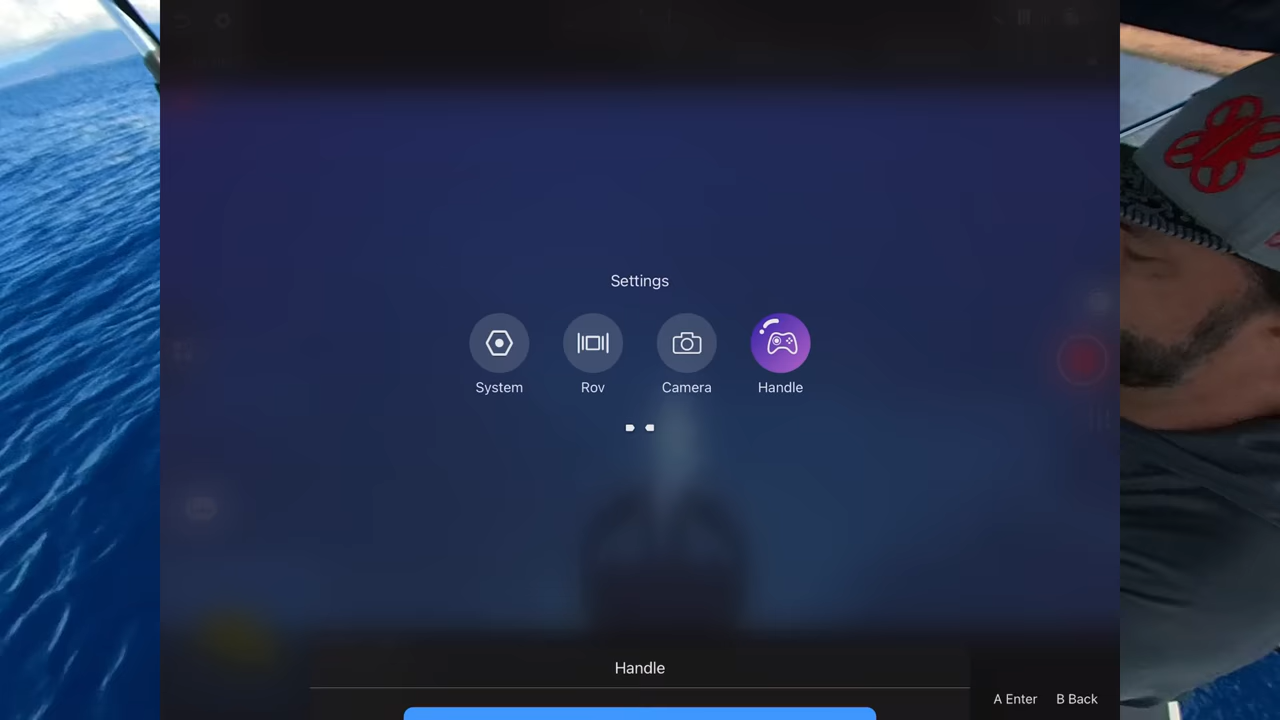 Settings
System
Rov
Camera
Handle
Handle
A Enter
B Back